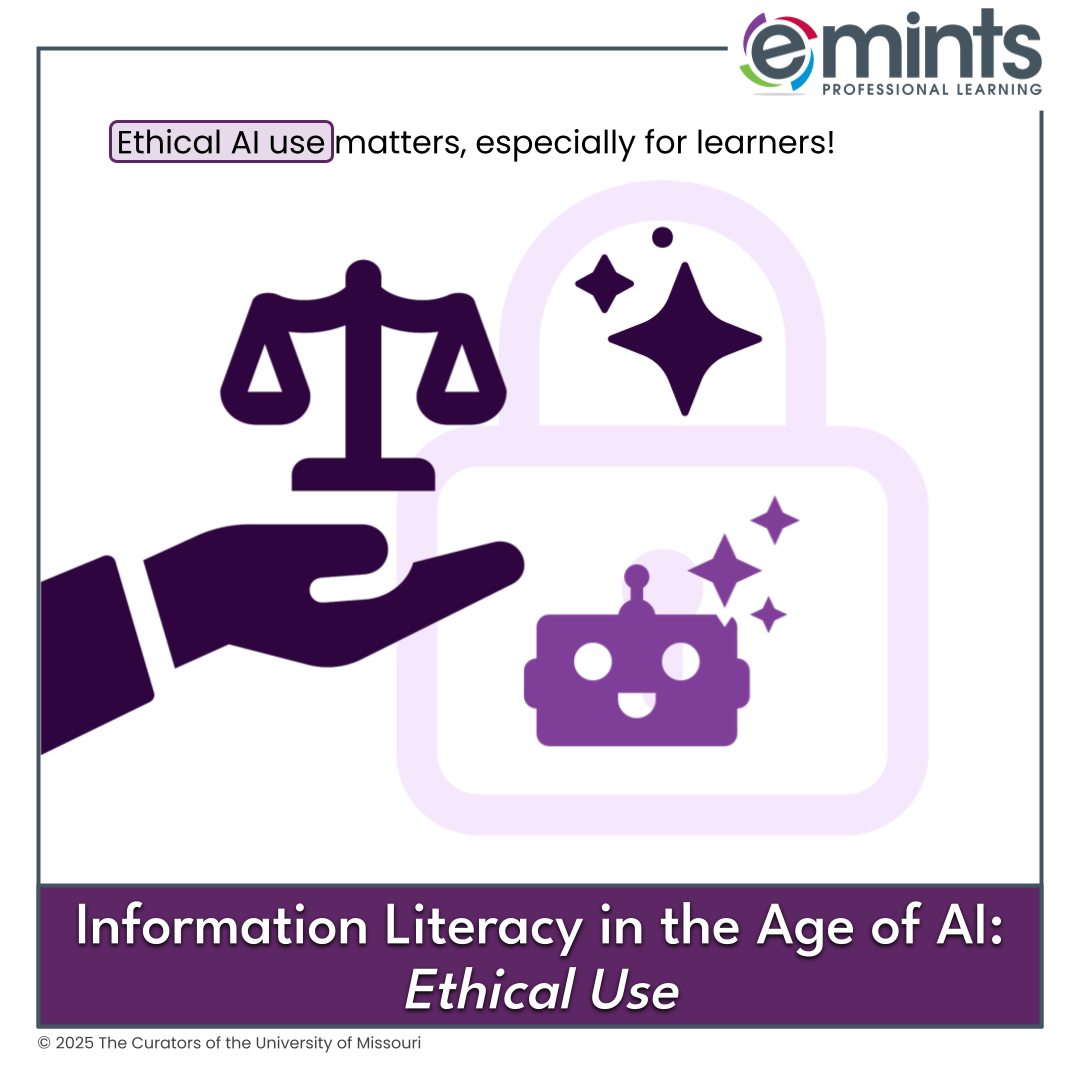 emints
PROFESSIONAL LEARNING
Ethical AI use matters, especially for learners!
Information Literacy in the Age of AI:
Ethical Use
© 2025 The Curators of the University of Missouri